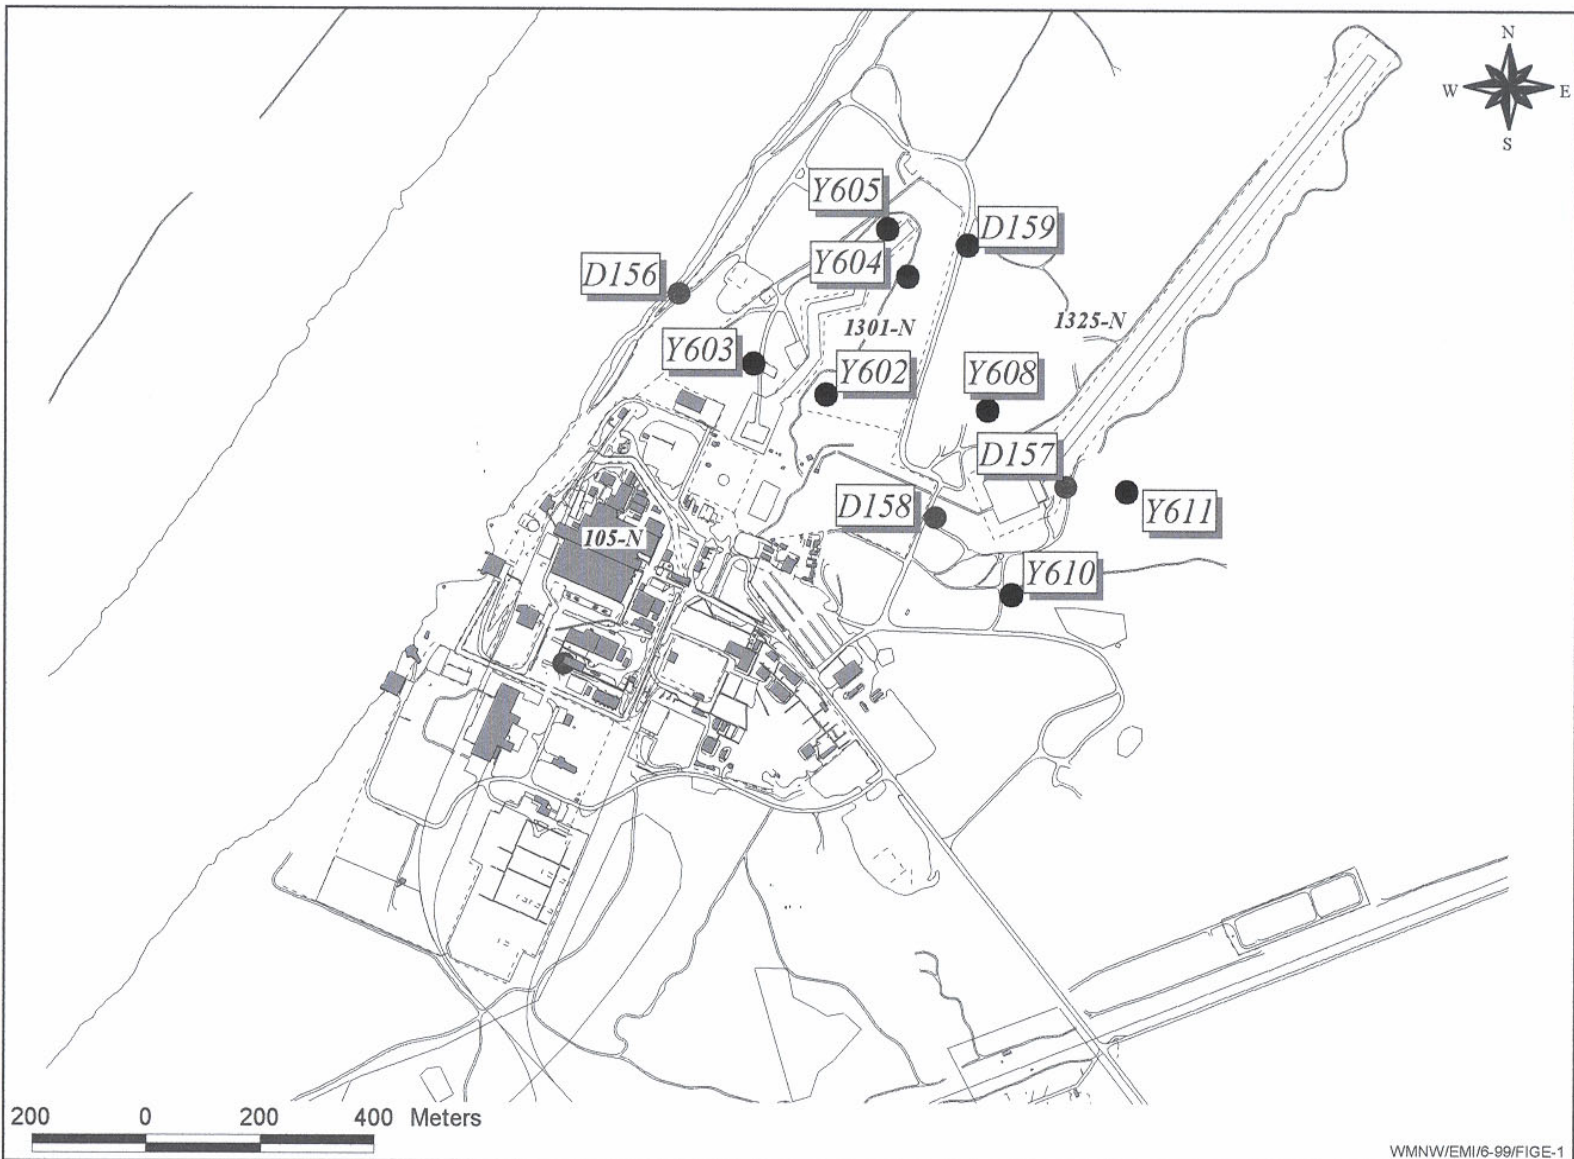 N
W E
S
Y605
D159
Y604
D156
1301-N
1325-N
Y603
Y602
Y608
D157
D158
Y611
105-N
Y610
200 0 200 400 Meters
WMNW/EMI/6-99/FIGE-1